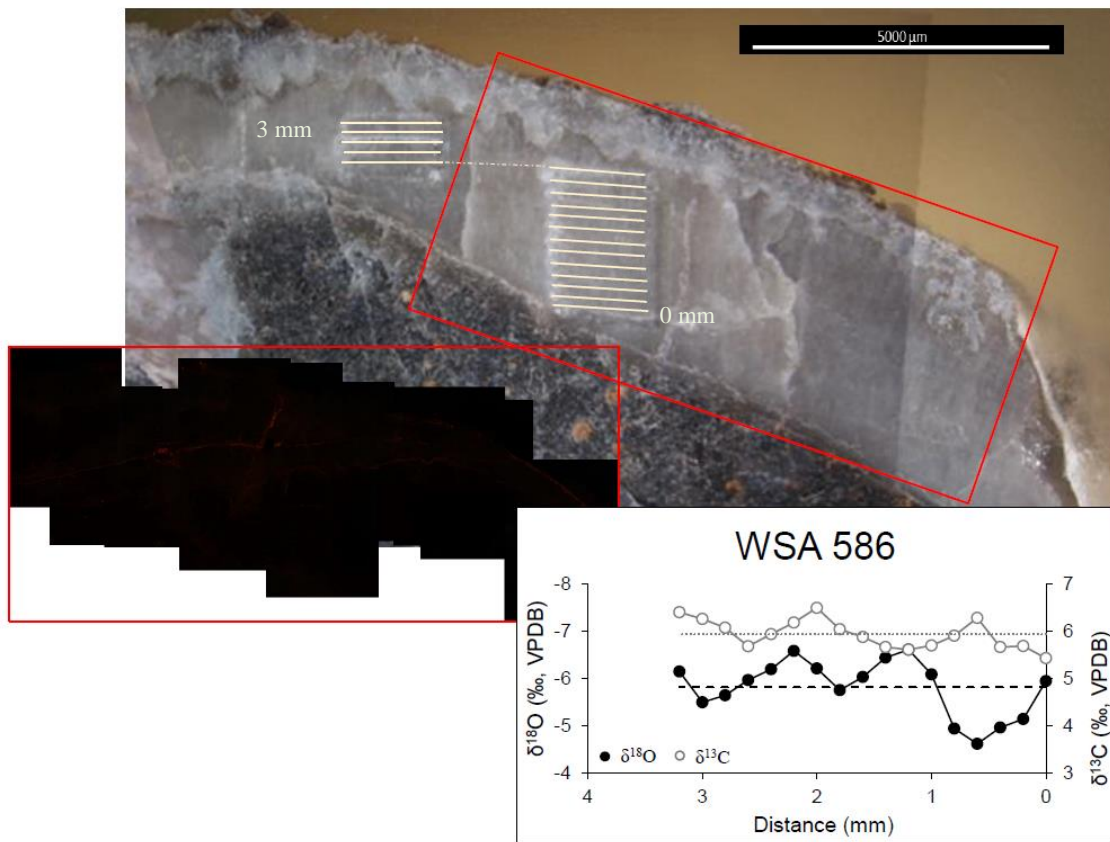 5000 µm
3 mm
0 mm
WSA 586
-8
-7
-6
-5
-4
δ¹⁸O (‰, VPDB)
7
6
5
4
3
δ¹³C (‰, VPDB)
δ¹⁸O δ¹³C
4 3 2 1 0
Distance (mm)